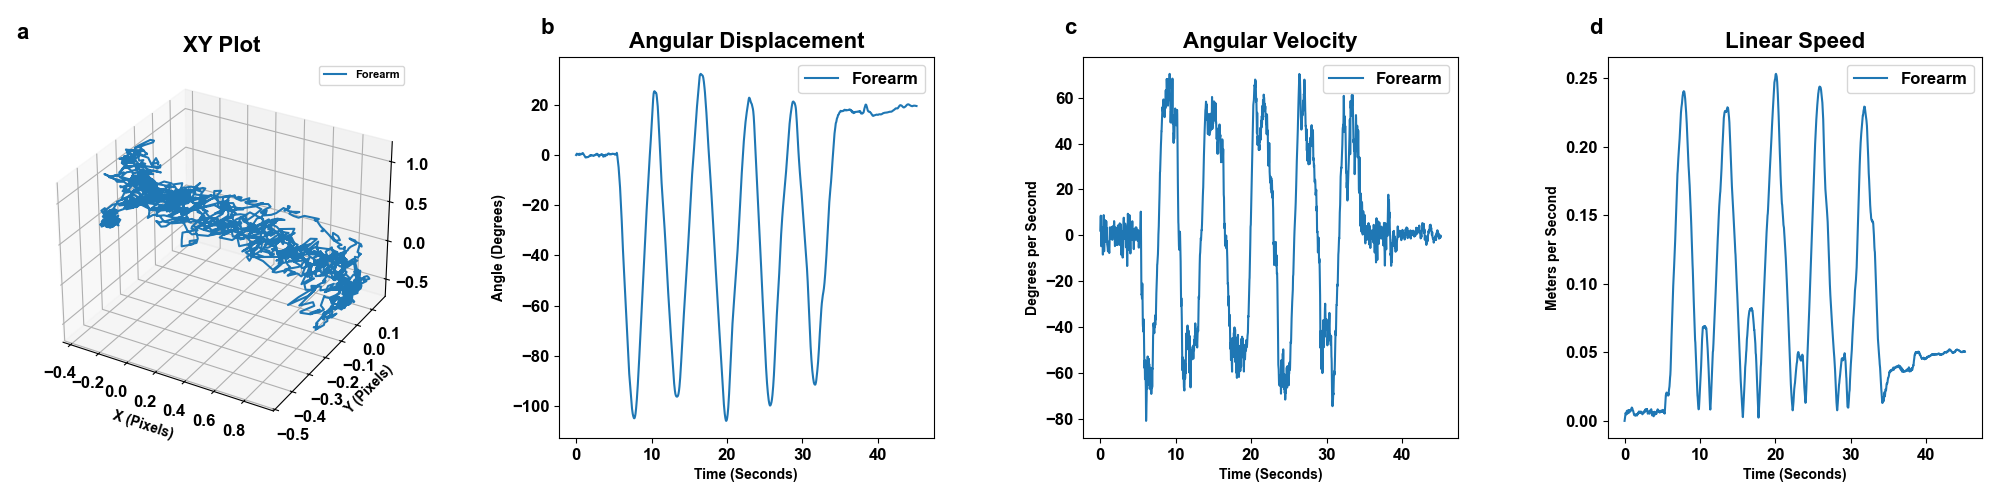 a
XY Plot
Forearm
1.0
0.5
0.0
−0.5
0.1
0.0
−0.1
−0.2
−0.3
−0.4
−0.5
Y (Pixels)
−0.4
−0.2
0.0
0.2
0.4
0.6
0.8
X (Pixels)
b
Angular Displacement
Forearm
Angle (Degrees)
20
0
−20
−40
−60
−80
−100
0 10 20 30 40
Time (Seconds)
c
Angular Velocity
Forearm
Degrees per Second
60
40
20
0
−20
−40
−60
−80
0 10 20 30 40
Time (Seconds)
d
Linear Speed
Forearm
Meters per Second
0.25
0.20
0.15
0.10
0.05
0.00
0 10 20 30 40
Time (Seconds)